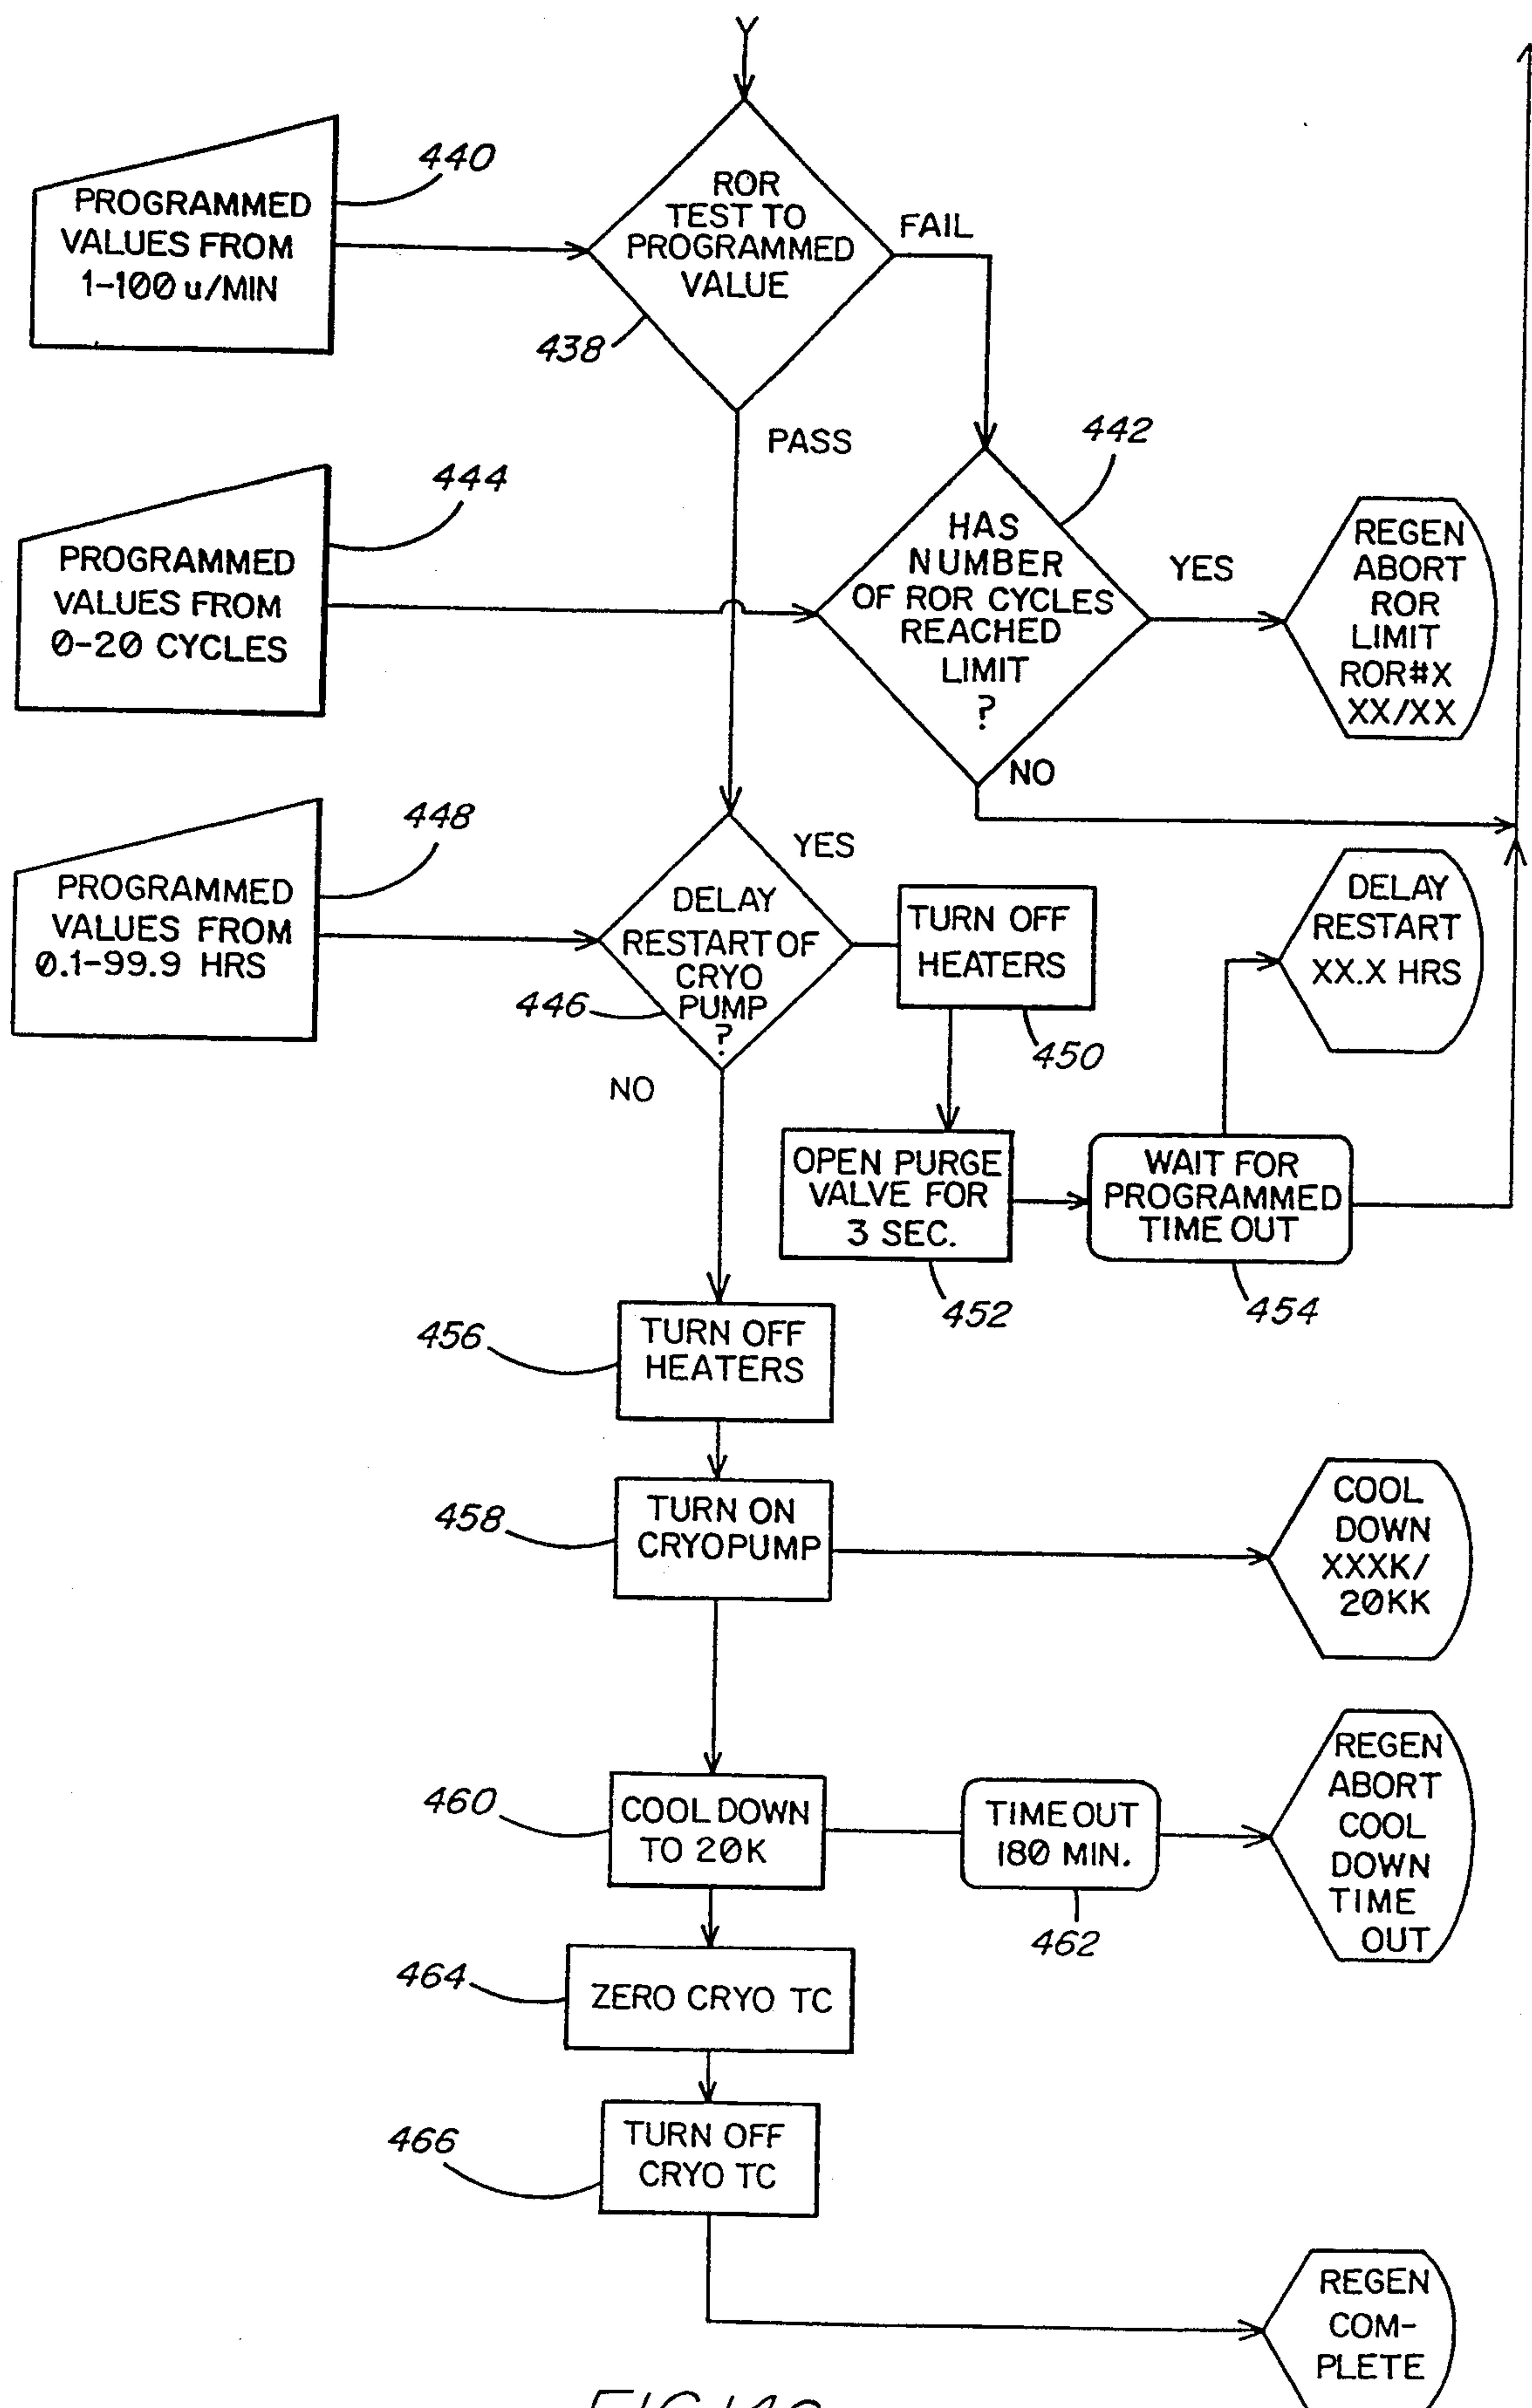 Y
440
PROGRAMMED
VALUES FROM
1-100 u/MIN
ROR
TEST TO
PROGRAMMED
VALUE
FAIL
438
PASS
442
444
PROGRAMMED
VALUES FROM
0-20 CYCLES
HAS
NUMBER
OF ROR CYCLES
REACHED
LIMIT
?
YES
REGEN
ABORT
ROR
LIMIT
ROR#X
XX/XX
NO
448
PROGRAMMED
VALUES FROM
0.1-99.9 HRS
YES
DELAY
RESTART OF
CRYO
PUMP
?
446
NO
TURN OFF
HEATERS
450
DELAY
RESTART
XX.X HRS
OPEN PURGE
VALVE FOR
3 SEC.
452
WAIT FOR
PROGRAMMED
TIME OUT
454
456
TURN OFF
HEATERS
458
TURN ON
CRYOPUMP
COOL
DOWN
XXXK/
20KK
460
COOL DOWN
TO 20K
TIME OUT
180 MIN.
462
REGEN
ABORT
COOL
DOWN
TIME
OUT
464
ZERO CRYO TC
466
TURN OFF
CRYO TC
REGEN
COM-
PLETE